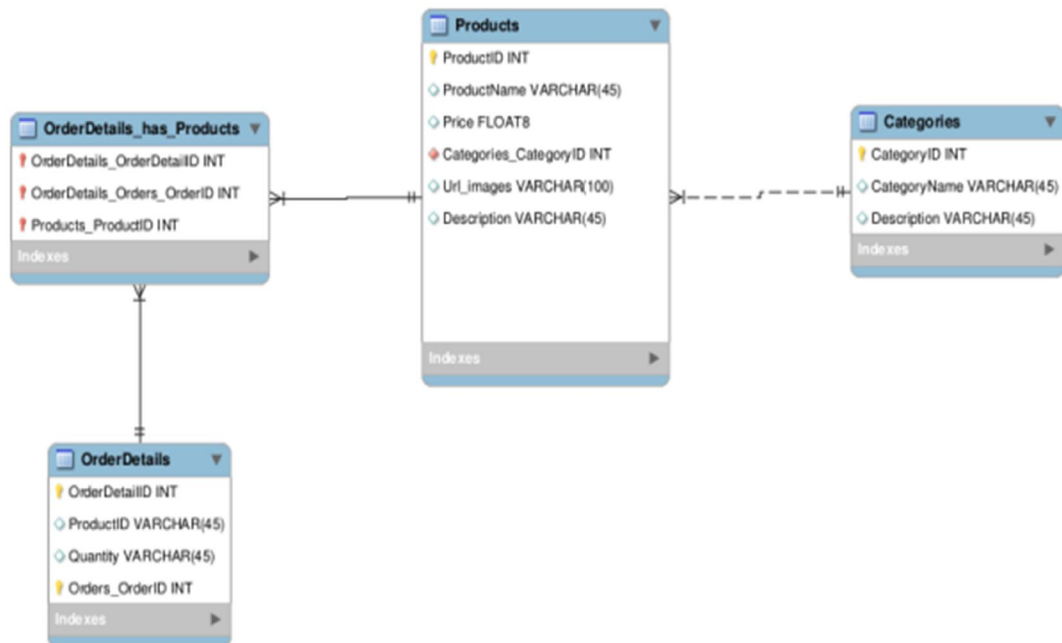 Products
ProductID INT
ProductName VARCHAR(45)
Price FLOAT8
Categories_CategoryID INT
Url_images VARCHAR(100)
Description VARCHAR(45)
Indexes
OrderDetails_has_Products
OrderDetails_OrderDetailID INT
OrderDetails_Orders_OrderID INT
Products_ProductID INT
Indexes
Categories
CategoryID INT
CategoryName VARCHAR(45)
Description VARCHAR(45)
Indexes
OrderDetails
OrderDetailID INT
ProductID VARCHAR(45)
Quantity VARCHAR(45)
Orders_OrderID INT
Indexes